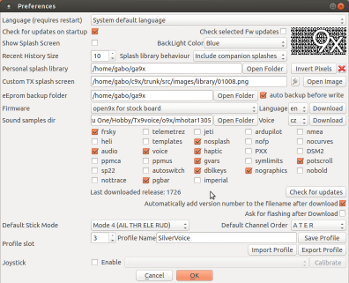 Preferences
Language (requires restart) System default language
Check for updates on startup Check selected Fw updates
Show Splash Screen BackLight Color Blue
Recent History Size 10 Splash library behaviour Include companion splashes
Personal splash library /home/gabo/ga9x Open Folder Invert Pixels
Custom TX splash screen /home/gabo/c9x/trunk/src/images/library/01008.png Open Image
eEprom backup folder /home/gabo/ga9x Open Folder auto backup before write
Firmware open9x for stock board Language en Download
Sounds samples dir u One/Hobby/Tx9voice/o9x/mhotar1305 Open Folder Voice cz Download
frsky telemetrez jeti ardupilot nmea
heli templates nosplash nofp nocurves
audio voice haptic PXX DSM2
ppmca ppmus gvars symlimits potscroll
sp22 autoswitch dblkeys nographics nobold
nottrace pgbar imperial
Last downloaded release: 1726 Check for updates
Automatically add version number to the filename after download
Ask for flashing after Download
Default Stick Mode Mode 4 (AIL THR ELE RUD) Default Channel Order A T E R
Profile slot 3 Profile Name SilverVoice Save Profile
Import Profile Export Profile
Joystick Enable Calibrate
Cancel OK